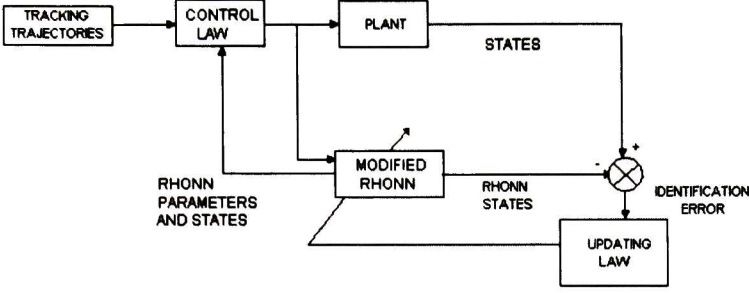 TRACKING
TRAJECTORIES
CONTROL
LAW
PLANT
STATES
+
-
MODIFIED
RHONN
RHONN
PARAMETERS
AND STATES
RHONN
STATES
IDENTIFICATION
ERROR
UPDATING
LAW